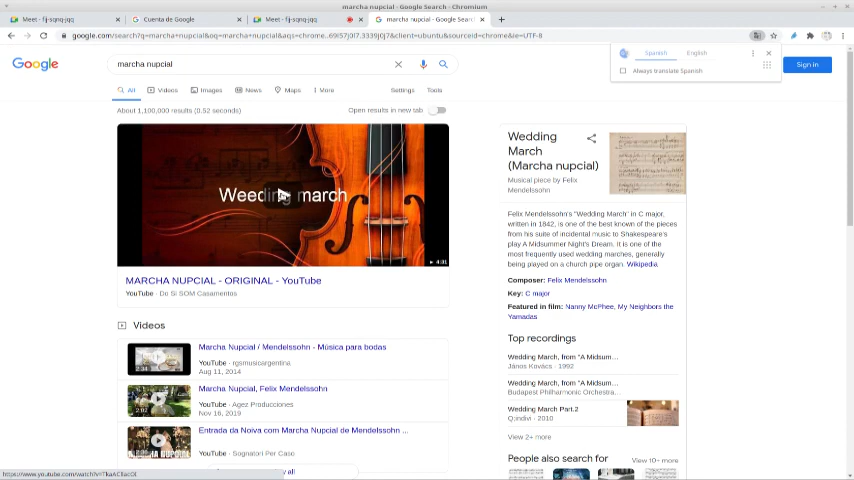 marcha nupcial - Google Search - Chromium
Meet - fij-sqnq-jqq
Cuenta de Google
Meet - fij-sqnq-jqq
marcha nupcial - Google Searc
google.com/search?q=marcha+nupcial&oq=marcha+nupcial&aqs=chrome..69i57j0l7.3339j0j7&client=ubuntu&sourceid=chrome&ie=UTF-8
Spanish
English
Always translate Spanish
Google
marcha nupcial
Sign in
All
Videos
Images
News
Maps
More
Settings
Tools
About 1,100,000 results (0.52 seconds)
Open results in new tab
Weeding march
4:31
MARCHA NUPCIAL - ORIGINAL - YouTube
YouTube · Do Si SOM Casamentos
Videos
Marcha Nupcial / Mendelssohn - Música para bodas
YouTube · rgsmusicargentina
Aug 11, 2014
2:34
Marcha Nupcial, Felix Mendelssohn
YouTube · Agez Producciones
Nov 18, 2019
2:02
Entrada da Noiva com Marcha Nupcial de Mendelssohn ...
YouTube · Sognatori Per Caso
Wedding
March
(Marcha nupcial)
Musical piece by Felix
Mendelssohn
Felix Mendelssohn's "Wedding March" in C major,
written in 1842, is one of the best known of the pieces
from his suite of incidental music to Shakespeare's
play A Midsummer Night's Dream. It is one of the
most frequently used wedding marches, generally
being played on a church pipe organ. Wikipedia
Composer: Felix Mendelssohn
Key: C major
Featured in film: Nanny McPhee, My Neighbors the
Yamadas
Top recordings
Wedding March, from "A Midsum...
János Kovács · 1992
Wedding March, from "A Midsum...
Budapest Philharmonic Orchestra...
Wedding March Part.2
Q;indivi · 2010
View 2+ more
People also search for
View 10+ more